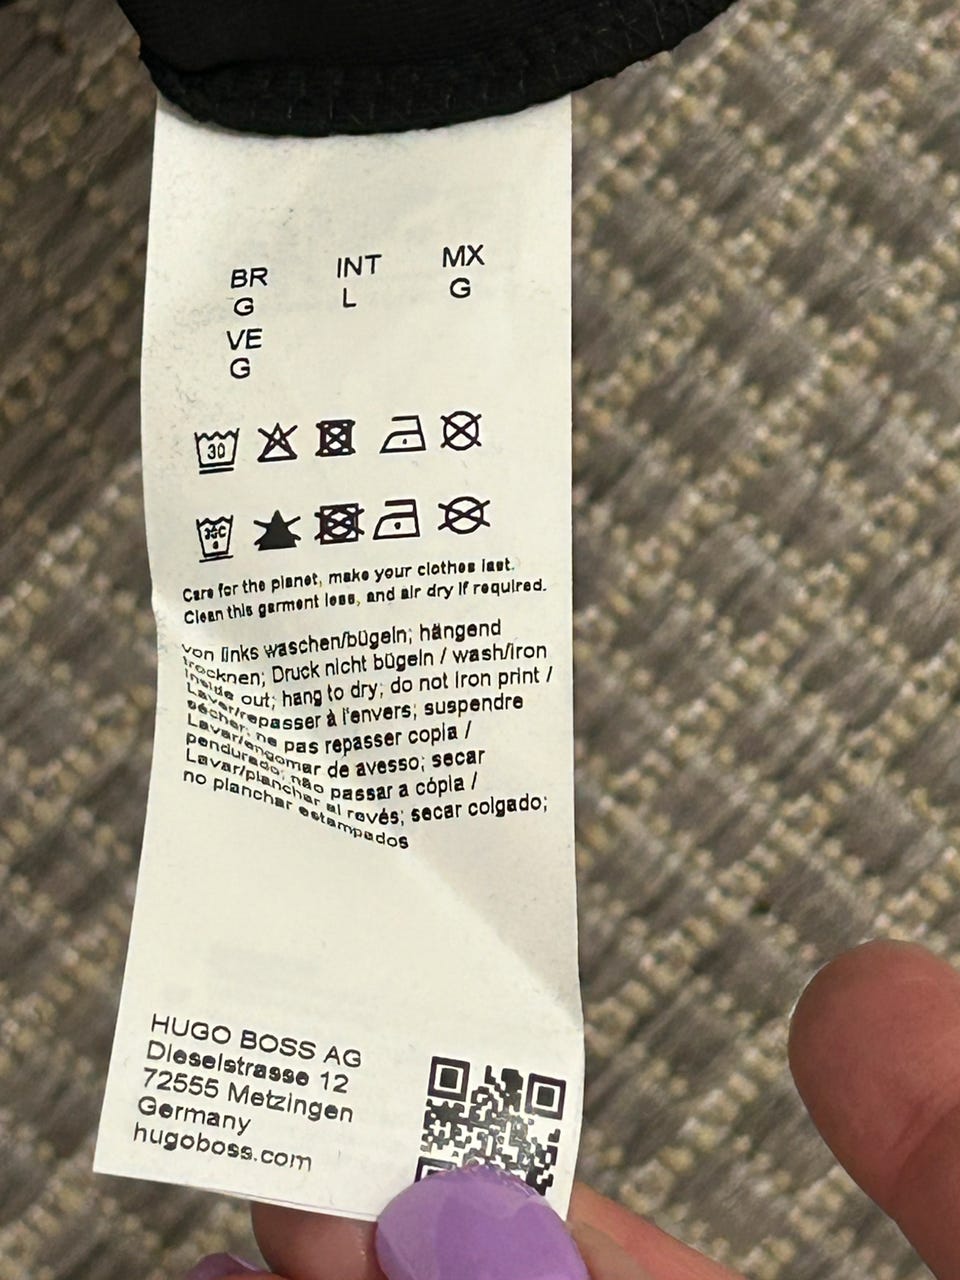 BR INT MX
G L G
VE
G
30
Care for the planet, make your clothes last.
Clean this garment less, and air dry if required.
von links waschen/bügeln; hängend
trocknen; Druck nicht bügeln / wash/iron
inside out; hang to dry; do not iron print /
Laver/repasser à l'envers; suspendre
sécher; ne pas repasser copia /
Lavar/engomar de avesso; secar
pendurado; não passar a cópia /
Lavar/planchar al revés; secar colgado;
no planchar estampados
HUGO BOSS AG
Dieselstrasse 12
72555 Metzingen
Germany
hugoboss.com